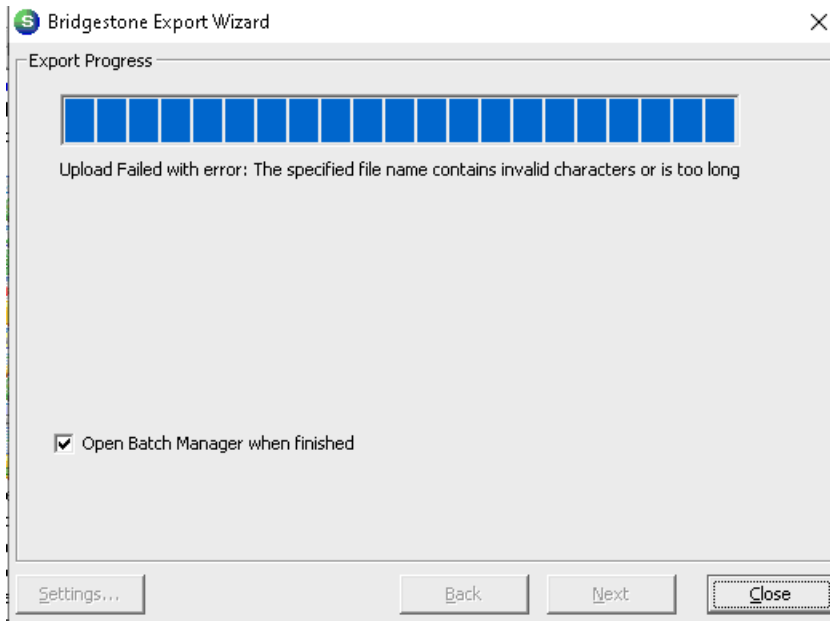 S Bridgestone Export Wizard
Export Progress
Upload Failed with error: The specified file name contains invalid characters or is too long
Open Batch Manager when finished
Settings... Back Next Close